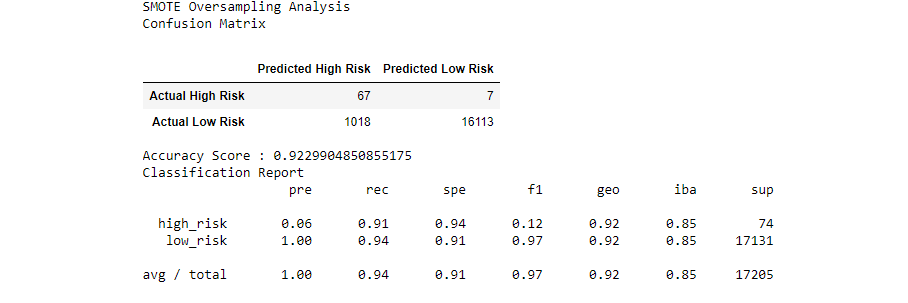 SMOTE Oversampling Analysis
Confusion Matrix
Predicted High Risk Predicted Low Risk
Actual High Risk 67 7
Actual Low Risk 1018 16113
Accuracy Score : 0.9229904850855175
Classification Report
pre rec spe f1 geo iba sup
high_risk 0.06 0.91 0.94 0.12 0.92 0.85 74
low_risk 1.00 0.94 0.91 0.97 0.92 0.85 17131
avg / total 1.00 0.94 0.91 0.97 0.92 0.85 17205